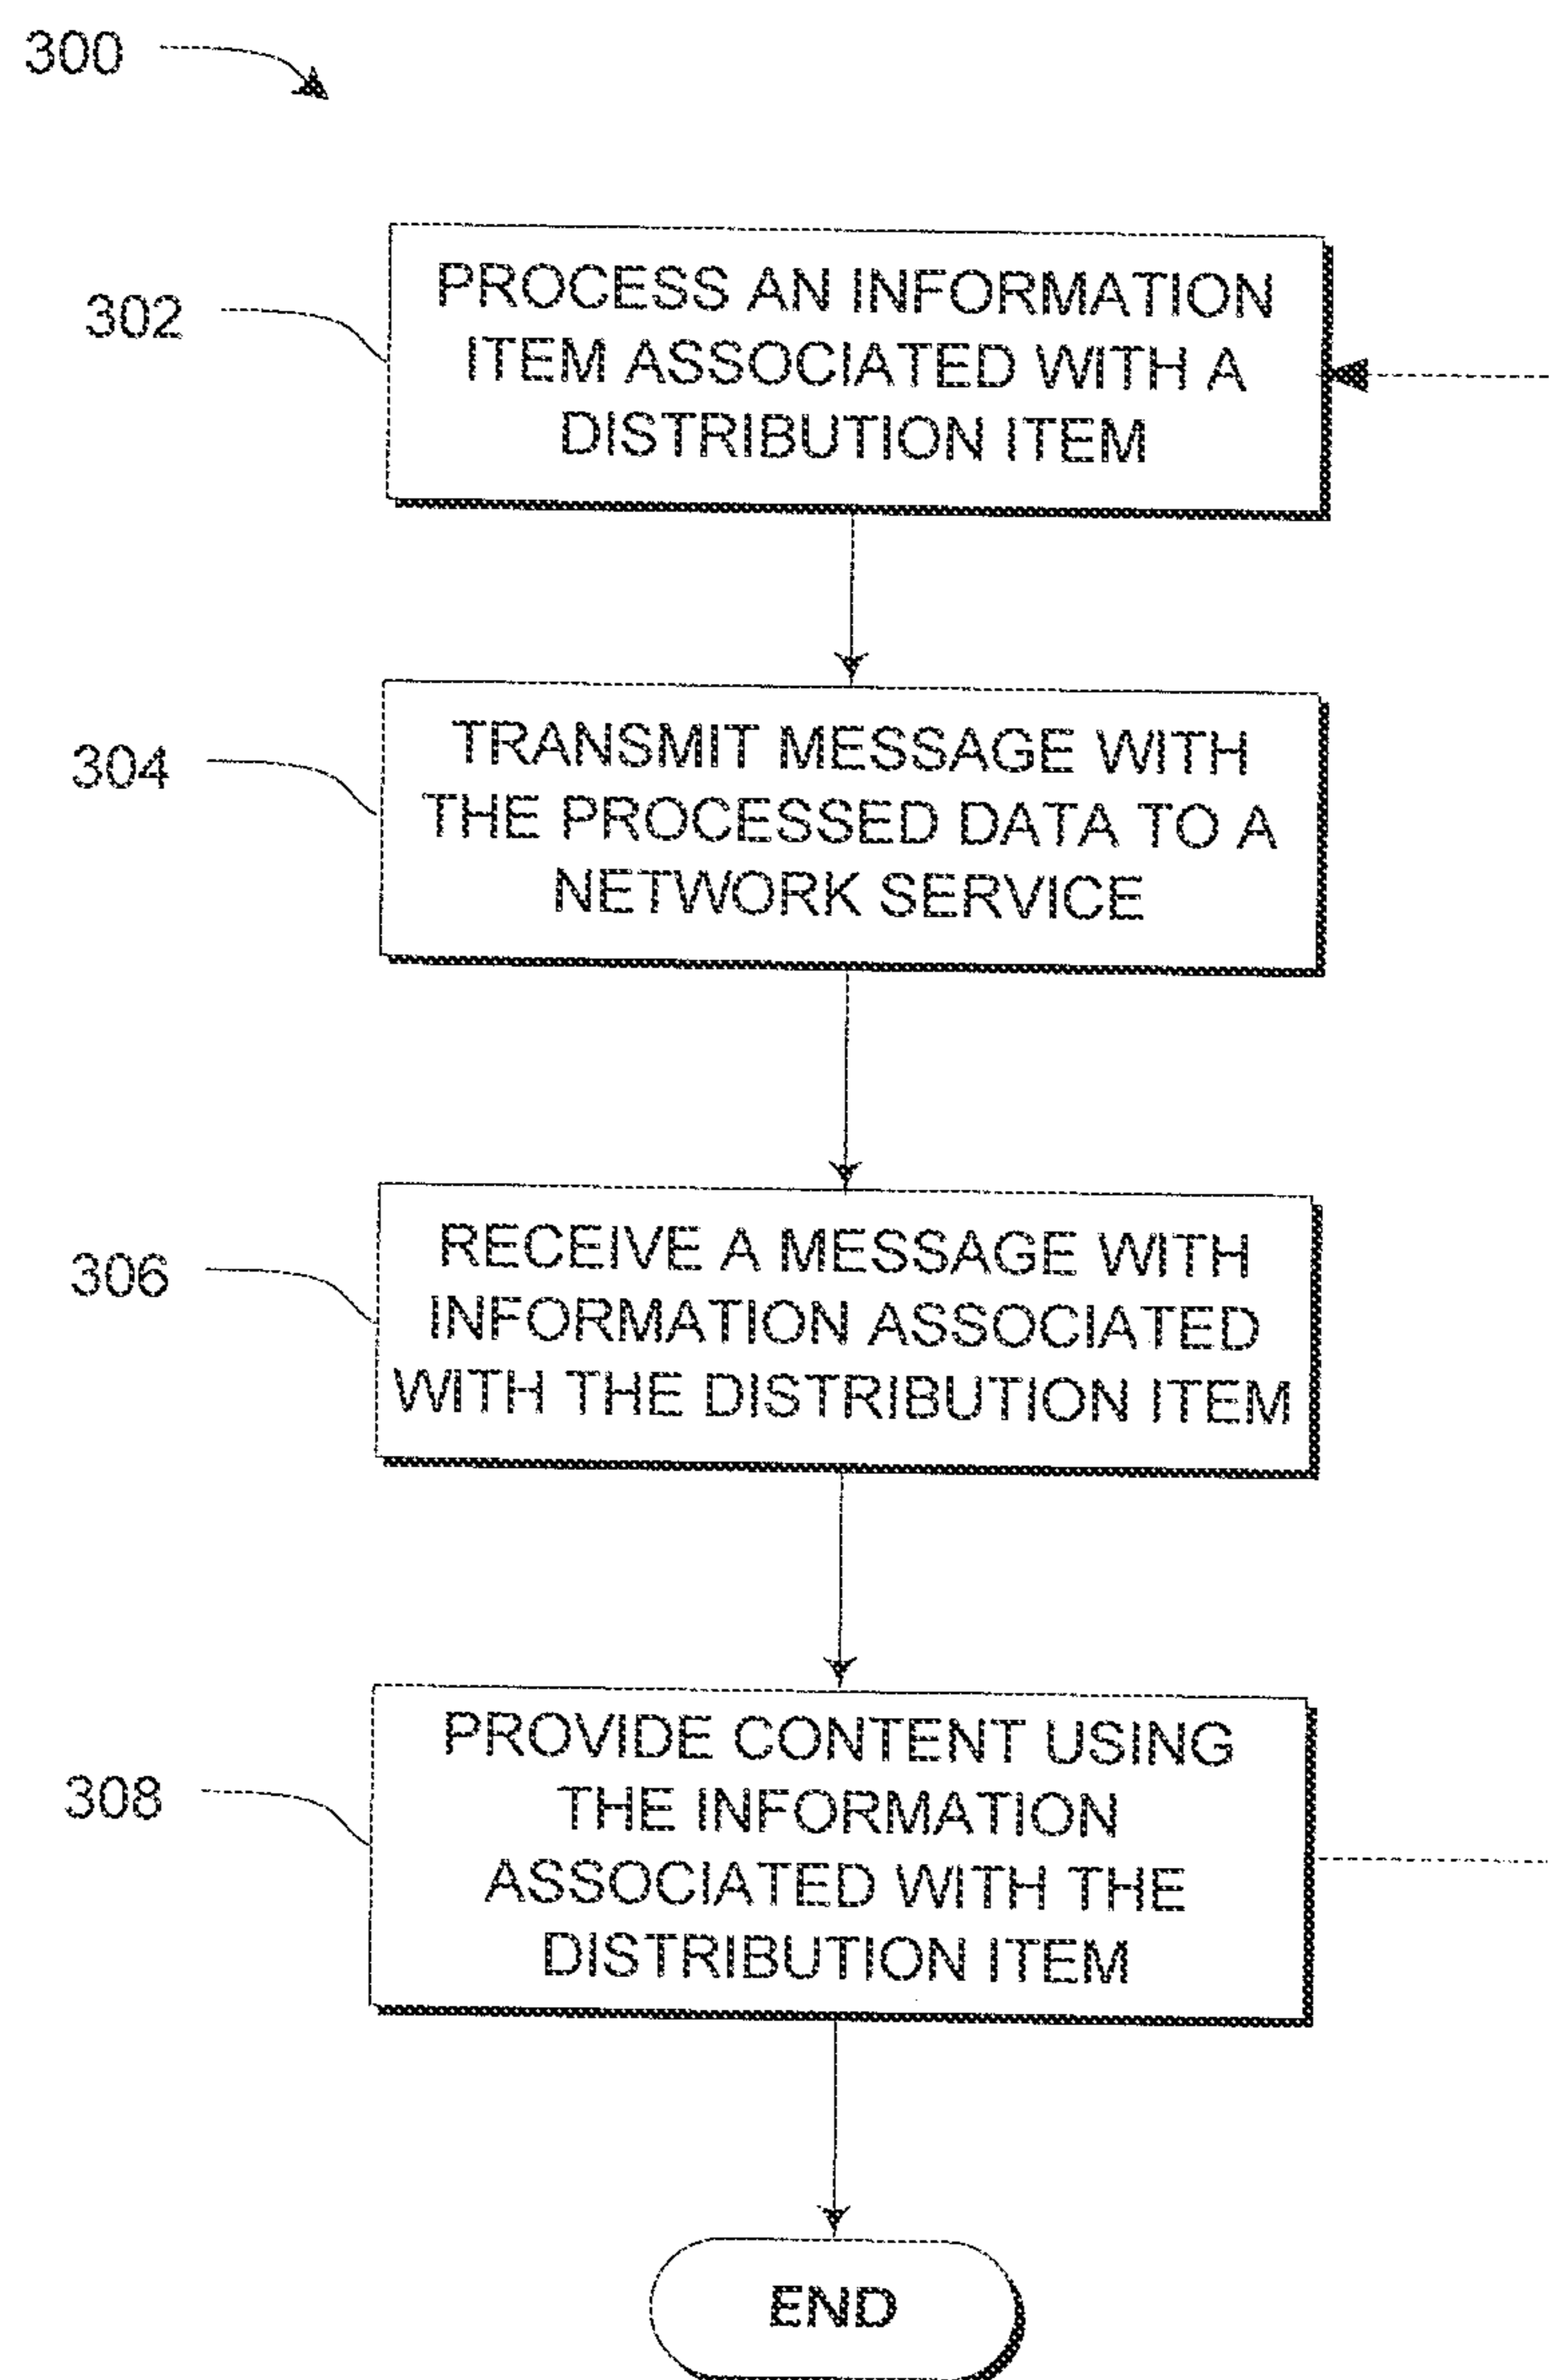 300
302
PROCESS AN INFORMATION
ITEM ASSOCIATED WITH A
DISTRIBUTION ITEM
304
TRANSMIT MESSAGE WITH
THE PROCESSED DATA TO A
NETWORK SERVICE
306
RECEIVE A MESSAGE WITH
INFORMATION ASSOCIATED
WITH THE DISTRIBUTION ITEM
308
PROVIDE CONTENT USING
THE INFORMATION
ASSOCIATED WITH THE
DISTRIBUTION ITEM
END